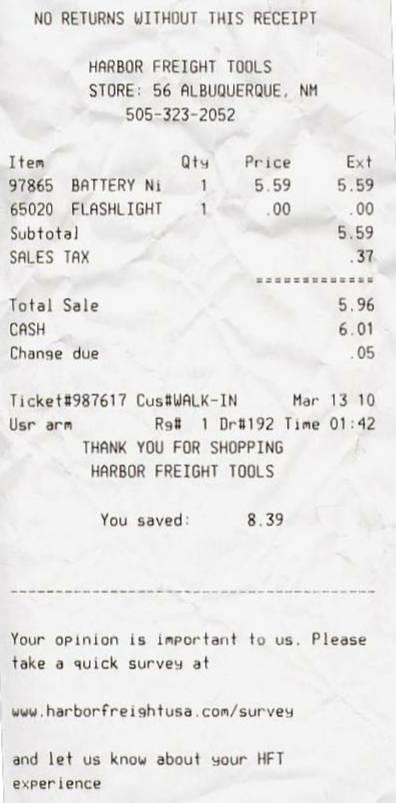 NO RETURNS WITHOUT THIS RECEIPT
HARBOR FREIGHT TOOLS
STORE: 56 ALBUQUERQUE, NM
505-323-2052
Item Qty Price Ext
97865 BATTERY Ni 1 5.59 5.59
65020 FLASHLIGHT 1 .00 .00
Subtotal 5.59
SALES TAX .37
=============
Total Sale 5.96
CASH 6.01
Change due .05
Ticket#987617 Cus#WALK-IN Mar 13 10
Usr arm Rg# 1 Dr#192 Time 01:42
THANK YOU FOR SHOPPING
HARBOR FREIGHT TOOLS
You saved: 8.39
----------------------------------------
Your opinion is important to us. Please
take a quick survey at
www.harborfreightusa.com/survey
and let us know about your HFT
experience